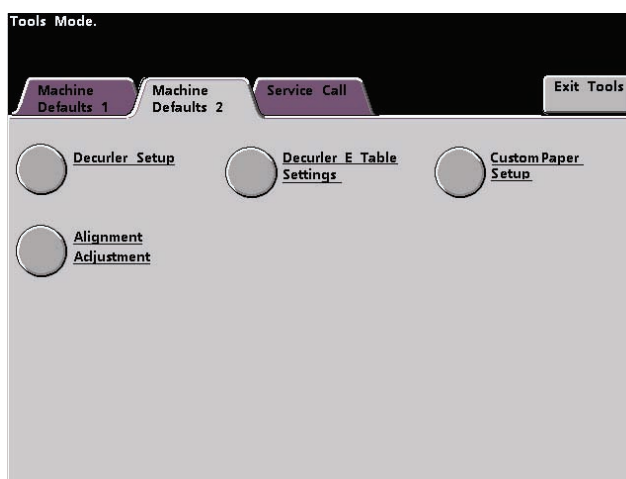 Tools Mode.
Machine
Defaults 1
Machine
Defaults 2
Service Call
Exit Tools
Decurler Setup
Decurler E Table
Settings
Custom Paper
Setup
Alignment
Adjustment